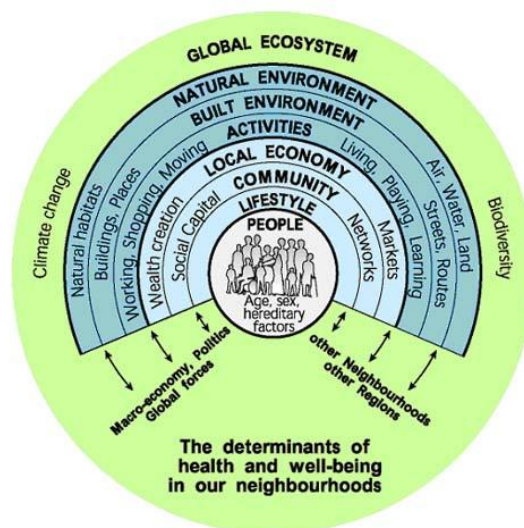 GLOBAL ECOSYSTEM
NATURAL ENVIRONMENT
BUILT ENVIRONMENT
ACTIVITIES
LOCAL ECONOMY
COMMUNITY
LIFESTYLE
PEOPLE
Age, sex,
hereditary
factors
Climate change
Natural habitats
Buildings, Places
Working, Shopping, Moving
Wealth creation
Social Capital
Networks
Markets
Living, Playing, Learning
Streets, Routes
Air, Water, Land
Biodiversity
Macro-economy, Politics
Global forces
other Neighbourhoods
other Regions
The determinants of
health and well-being
in our neighbourhoods